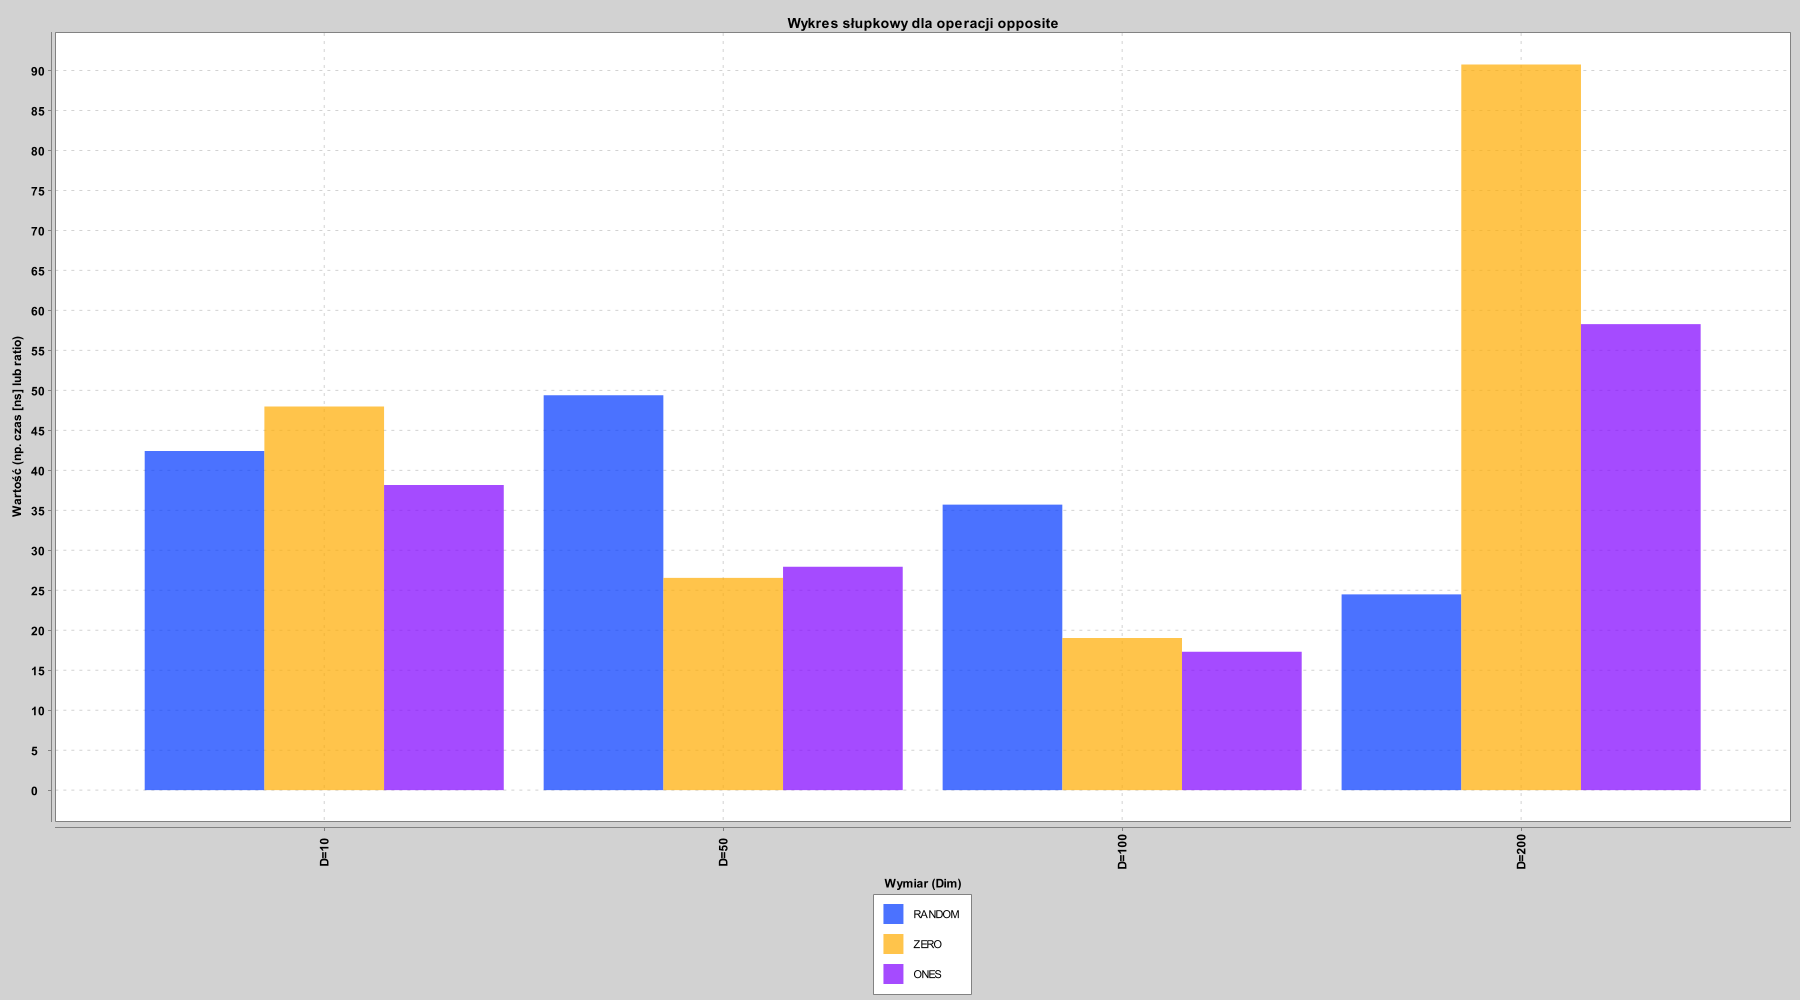 Wykres słupkowy dla operacji opposite
Wartość (np. czas [ns] lub ratio)
90
85
80
75
70
65
60
55
50
45
40
35
30
25
20
15
10
5
0
D=10
D=50
D=100
D=200
Wymiar (Dim)
RANDOM
ZERO
ONES